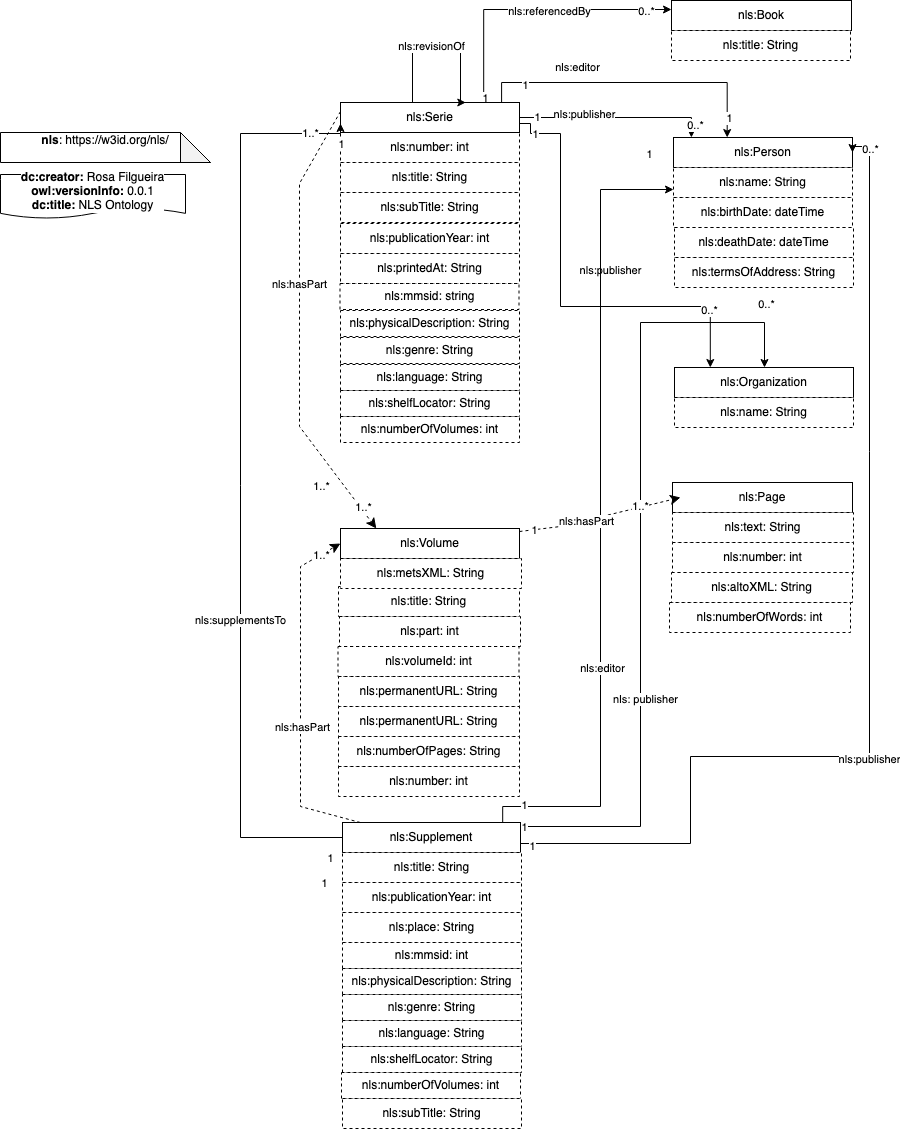 nls:referencedBy
0..*
nls:Book
nls:title: String
nls:revisionOf
nls:editor
1
1
nls:Serie
1
nls:publisher
0..*
1
nls: https://w3id.org/nls/
1..*
1
1
1
nls:Person
0..*
nls:number: int
nls:name: String
dc:creator: Rosa Filgueira
owl:versionInfo: 0.0.1
dc:title: NLS Ontology
nls:title: String
nls:subTitle: String
nls:birthDate: dateTime
nls:publicationYear: int
nls:deathDate: dateTime
nls:printedAt: String
nls:publisher
nls:termsOfAddress: String
nls:hasPart
nls:mmsid: string
0..*
0..*
nls:physicalDescription: String
nls:genre: String
nls:language: String
nls:Organization
nls:shelfLocator: String
nls:name: String
nls:numberOfVolumes: int
1..*
1..*
nls:Page
1..*
nls:hasPart
1
nls:text: String
nls:Volume
1..*
nls:number: int
nls:metsXML: String
nls:altoXML: String
nls:title: String
nls:numberOfWords: int
nls:supplementsTo
nls:part: int
nls:volumeId: int
nls:editor
nls:permanentURL: String
nls: publisher
nls:permanentURL: String
nls:hasPart
nls:numberOfPages: String
nls:publisher
nls:number: int
1
1
nls:Supplement
1
1
nls:title: String
1
nls:publicationYear: int
nls:place: String
nls:mmsid: int
nls:physicalDescription: String
nls:genre: String
nls:language: String
nls:shelfLocator: String
nls:numberOfVolumes: int
nls:subTitle: String